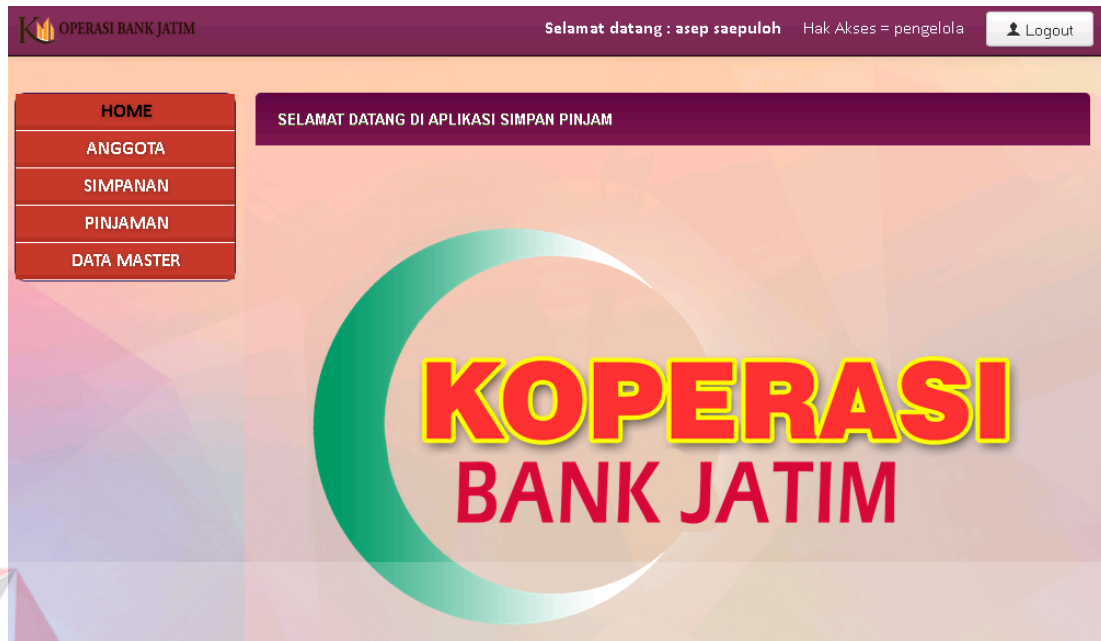 K OPERASI BANK JATIM
Selamat datang : asep saepuloh Hak Akses = pengelola Logout
HOME
ANGGOTA
SIMPANAN
PINJAMAN
DATA MASTER
SELAMAT DATANG DI APLIKASI SIMPAN PINJAM
KOPERASI
BANK JATIM